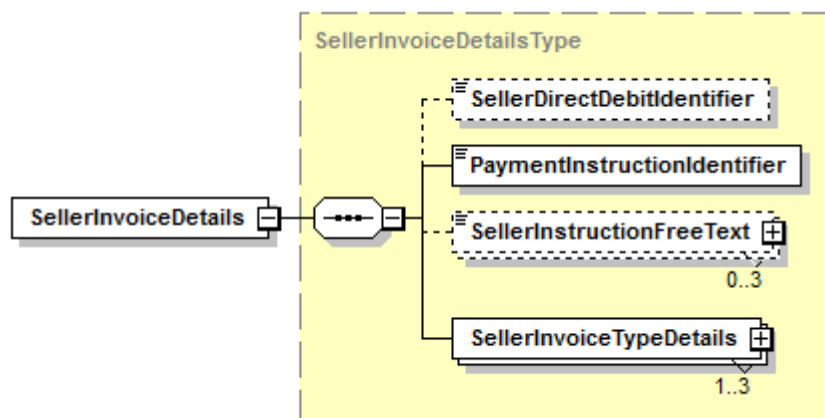 SellerInvoiceDetailsType
SellerDirectDebitIdentifier
PaymentInstructionIdentifier
SellerInvoiceDetails
SellerInstructionFreeText
0..3
SellerInvoiceTypeDetails
1..3